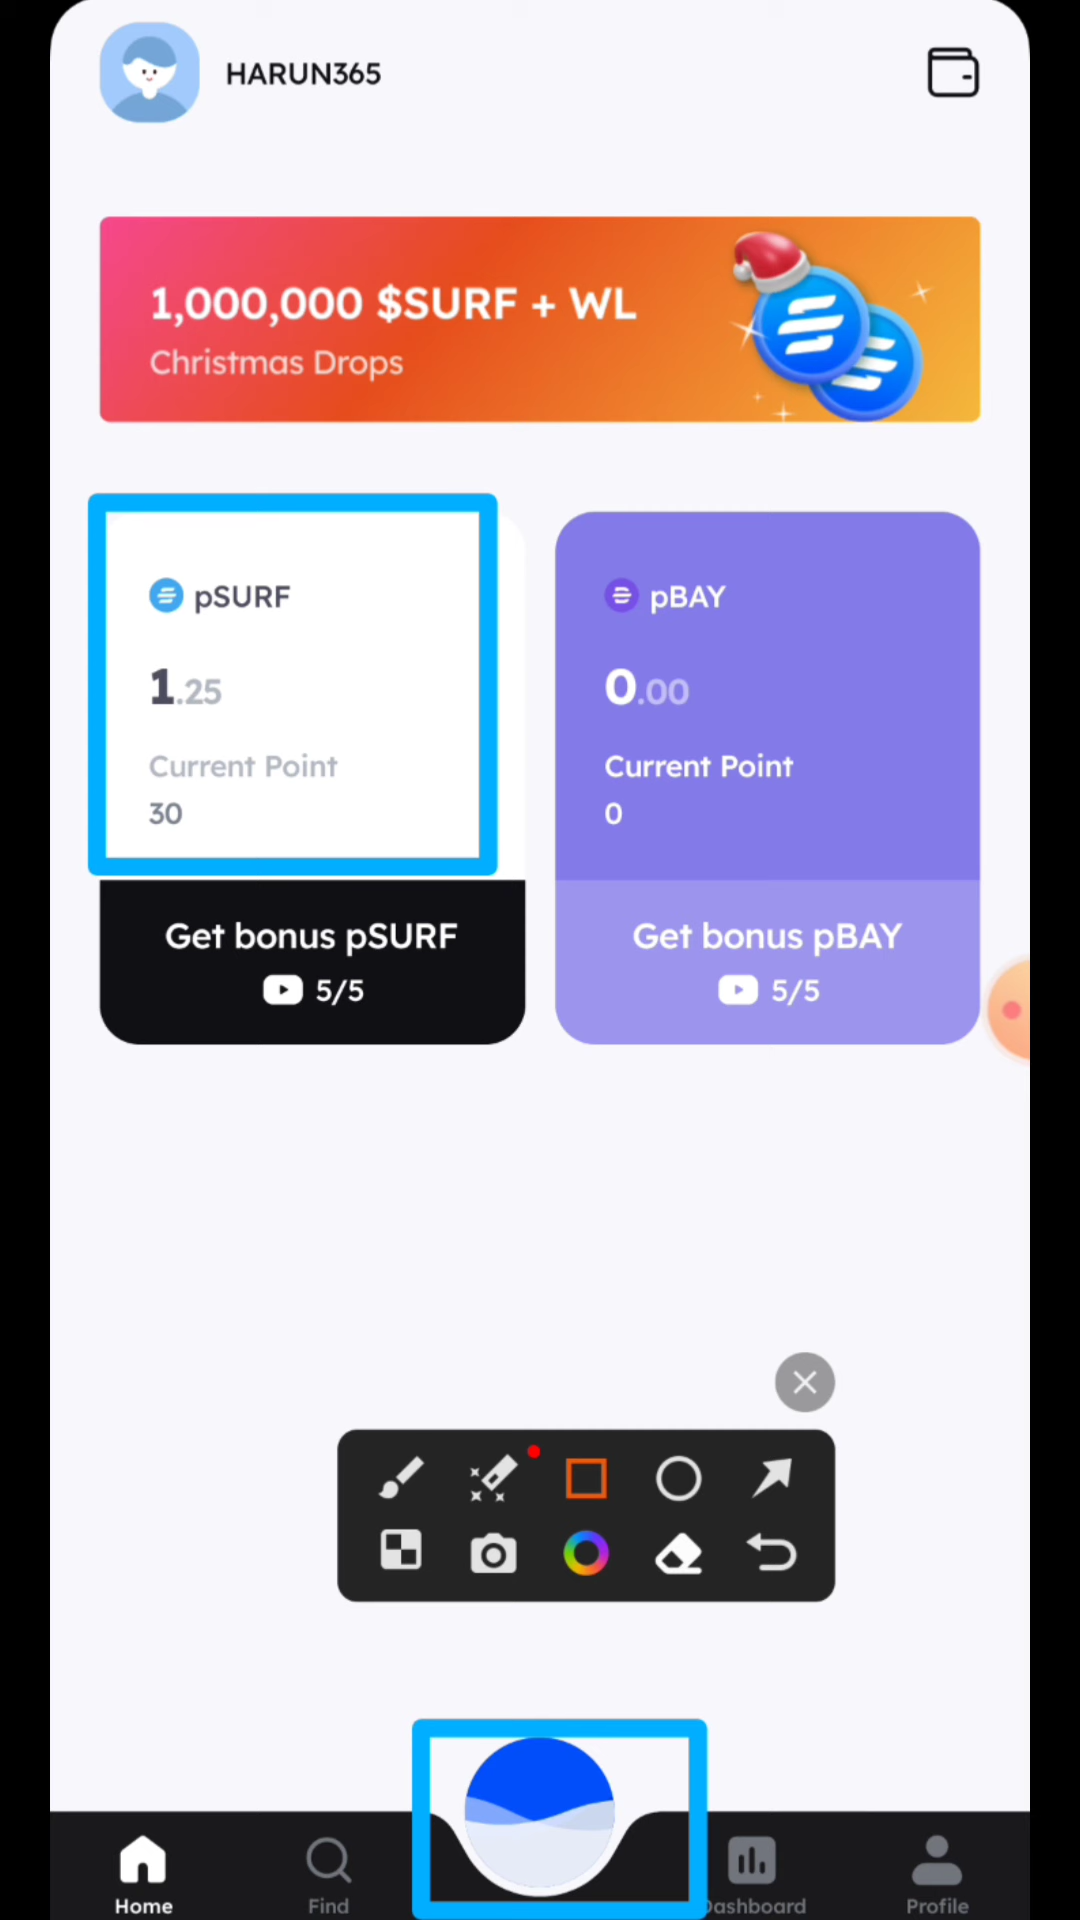 HARUN365
1,000,000 $SURF + WL
Christmas Drops
pSURF
1.25
Current Point
30
Get bonus pSURF
5/5
pBAY
0.00
Current Point
0
Get bonus pBAY
5/5
Home
Find
Dashboard
Profile